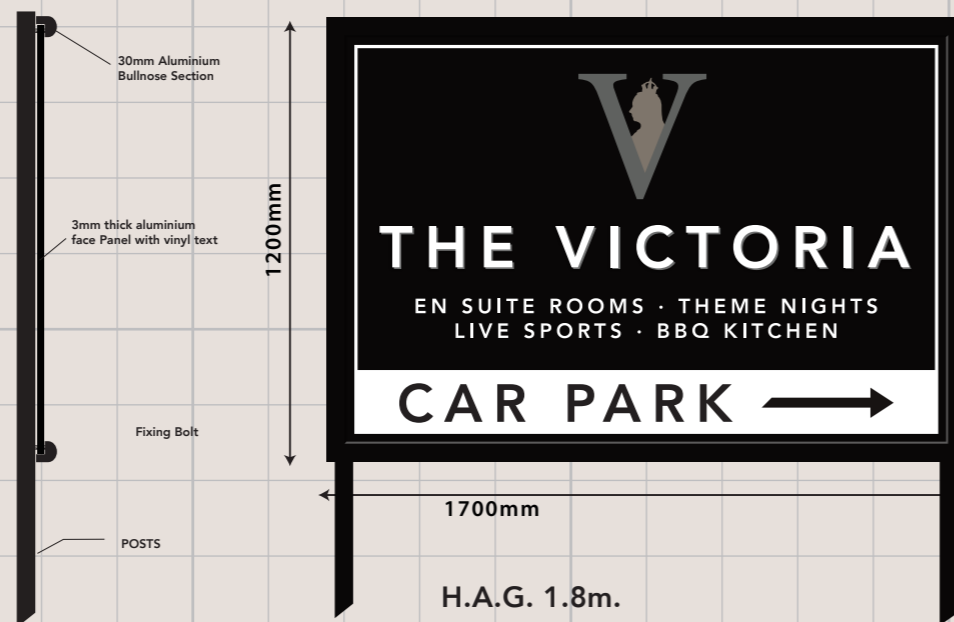 30mm Aluminium
Bullnose Section
3mm thick aluminium
face Panel with vinyl text
Fixing Bolt
POSTS
1200mm
V
THE VICTORIA
EN SUITE ROOMS · THEME NIGHTS
LIVE SPORTS · BBQ KITCHEN
CAR PARK
1700mm
H.A.G. 1.8m.